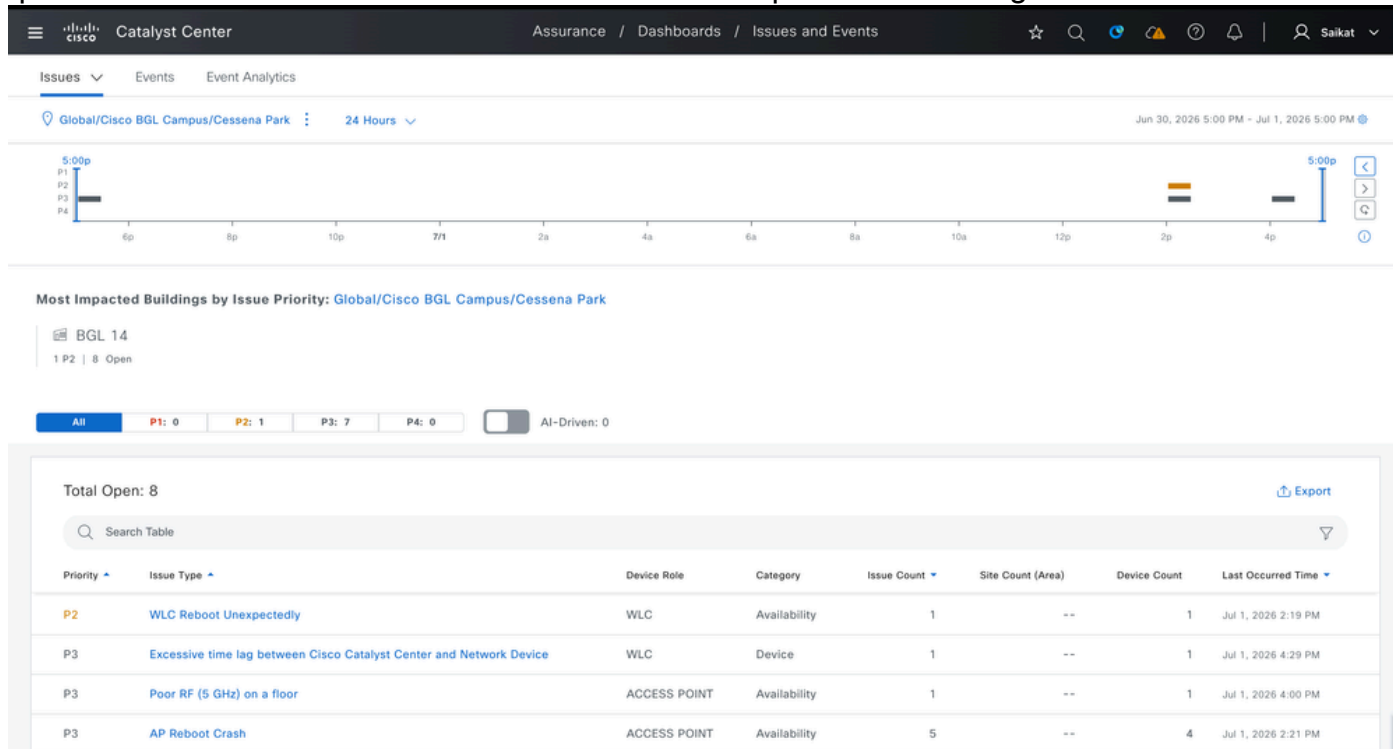 CISCO Catalyst Center Assurance / Dashboards / Issues and Events Saikat
Issues Events Event Analytics
Global/Cisco BGL Campus/Cessena Park 24 Hours Jun 30, 2026 5:00 PM - Jul 1, 2026 5:00 PM
5:00p 5:00p
P1
P2
P3
P4
6p 8p 10p 7/1 2a 4a 6a 8a 10a 12p 2p 4p
Most Impacted Buildings by Issue Priority: Global/Cisco BGL Campus/Cessena Park
BGL 14
1 P2 | 8 Open
All P1: 0 P2: 1 P3: 7 P4: 0 AI-Driven: 0
Total Open: 8 Export
Search Table
Priority Issue Type Device Role Category Issue Count Site Count (Area) Device Count Last Occurred Time
P2 WLC Reboot Unexpectedly WLC Availability 1 -- 1 Jul 1, 2026 2:19 PM
P3 Excessive time lag between Cisco Catalyst Center and Network Device WLC Device 1 -- 1 Jul 1, 2026 4:29 PM
P3 Poor RF (5 GHz) on a floor ACCESS POINT Availability 1 -- 1 Jul 1, 2026 4:00 PM
P3 AP Reboot Crash ACCESS POINT Availability 5 -- 4 Jul 1, 2026 2:21 PM